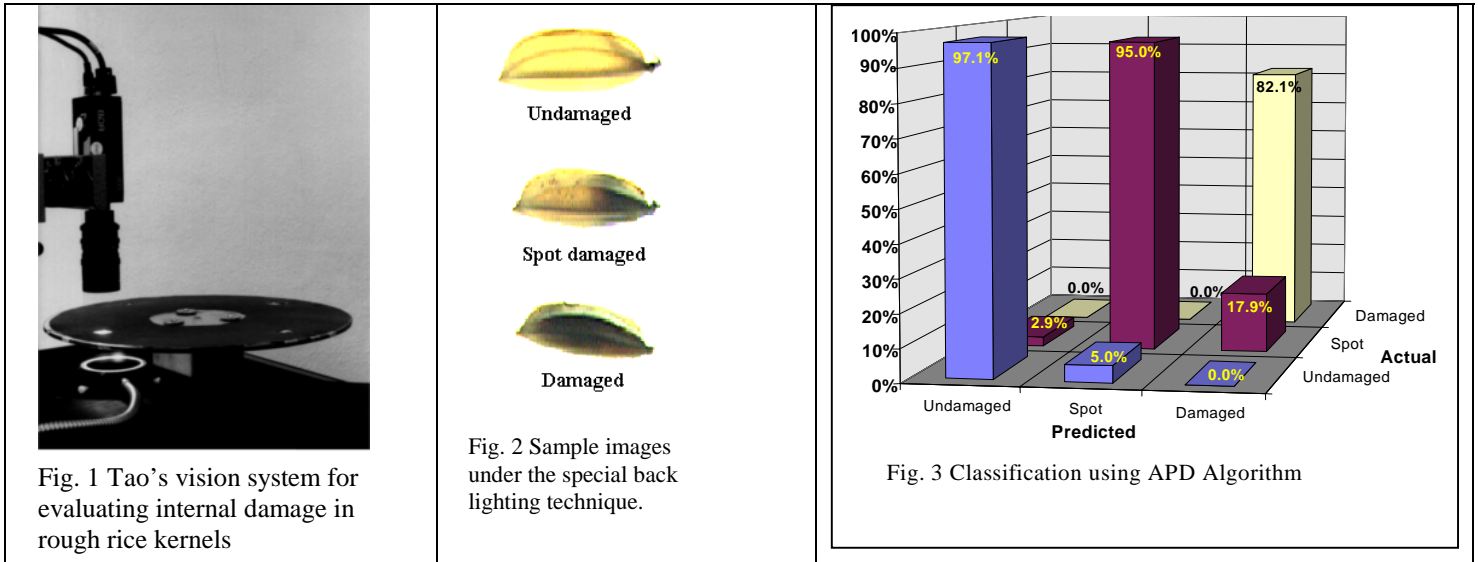 Fig. 1 Tao's vision system for
evaluating internal damage in
rough rice kernels
Undamaged
Spot damaged
Damaged
Fig. 2 Sample images
under the special back
lighting technique.
100%
90%
80%
70%
60%
50%
40%
30%
20%
10%
0%
97.1%
95.0%
82.1%
0.0%
0.0%
2.9%
17.9%
5.0%
0.0%
Damaged
Spot
Actual
Undamaged
Undamaged
Spot
Damaged
Predicted
Fig. 3 Classification using APD Algorithm